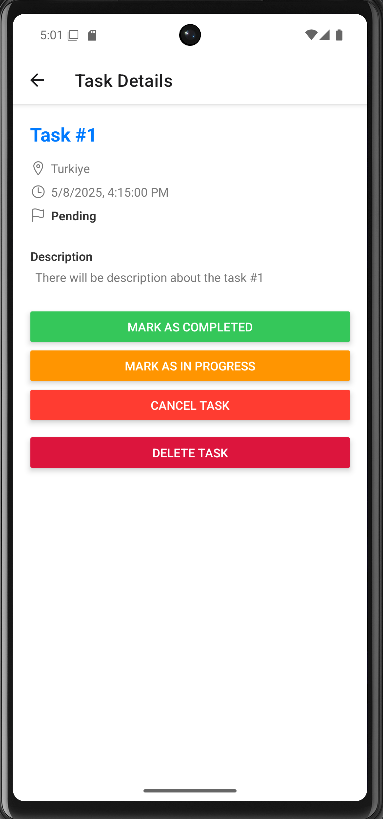 5:01
Task Details
Task #1
Turkiye
5/8/2025, 4:15:00 PM
Pending
Description
There will be description about the task #1
MARK AS COMPLETED
MARK AS IN PROGRESS
CANCEL TASK
DELETE TASK